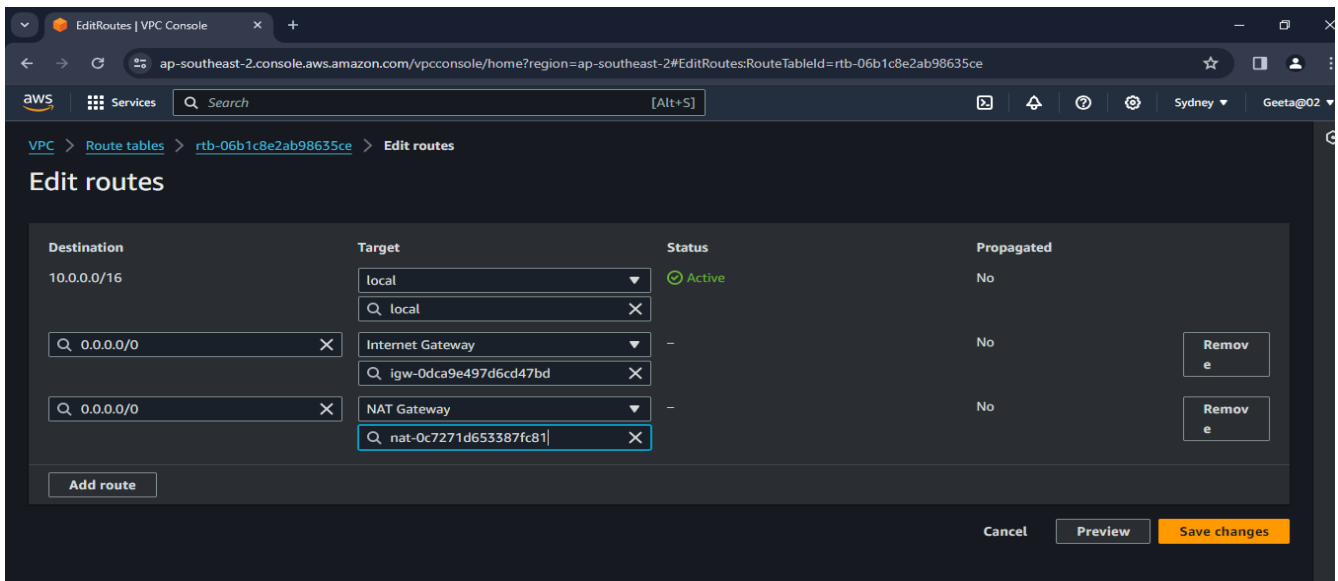 EditRoutes | VPC Console
ap-southeast-2.console.aws.amazon.com/vpcconsole/home?region=ap-southeast-2#EditRoutes:RouteTableId=rtb-06b1c8e2ab98635ce
aws Services Search [Alt+S] Sydney Geeta@02
VPC > Route tables > rtb-06b1c8e2ab98635ce > Edit routes
Edit routes
Destination Target Status Propagated
10.0.0.0/16 local Active No
local
0.0.0.0/0 Internet Gateway – No Remov
e
igw-0dca9e497d6cd47bd
0.0.0.0/0 NAT Gateway – No Remov
e
nat-0c7271d653387fc81
Add route
Cancel Preview Save changes